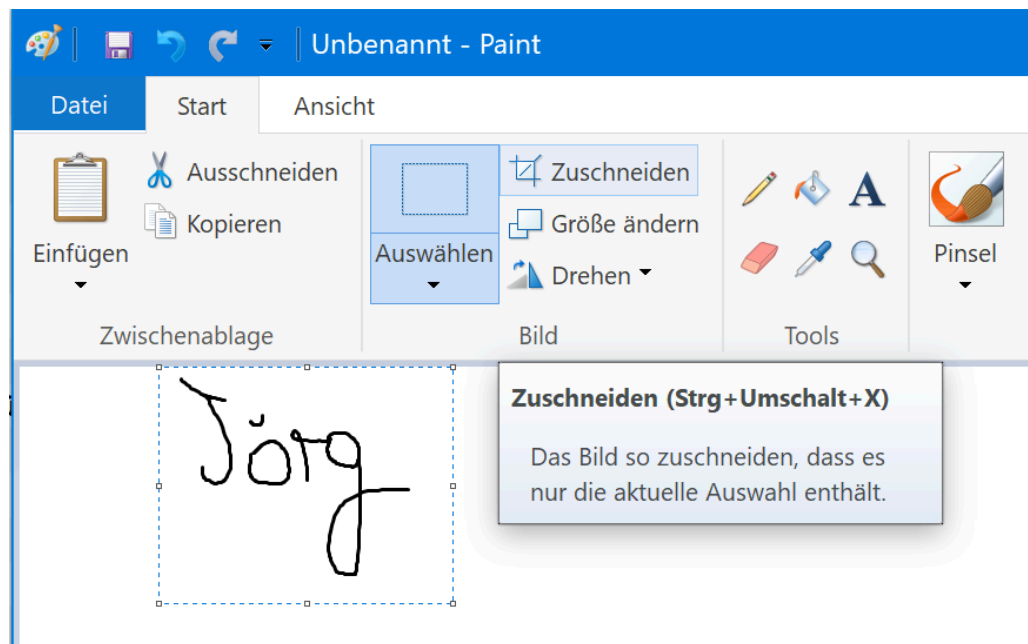 Unbenannt - Paint
Datei Start Ansicht
Einfügen
Ausschneiden
Kopieren
Zwischenablage
Auswählen
Zuschneiden
Größe ändern
Drehen
Bild
A
Tools
Pinsel
Jörg
Zuschneiden (Strg+Umschalt+X)
Das Bild so zuschneiden, dass es
nur die aktuelle Auswahl enthält.